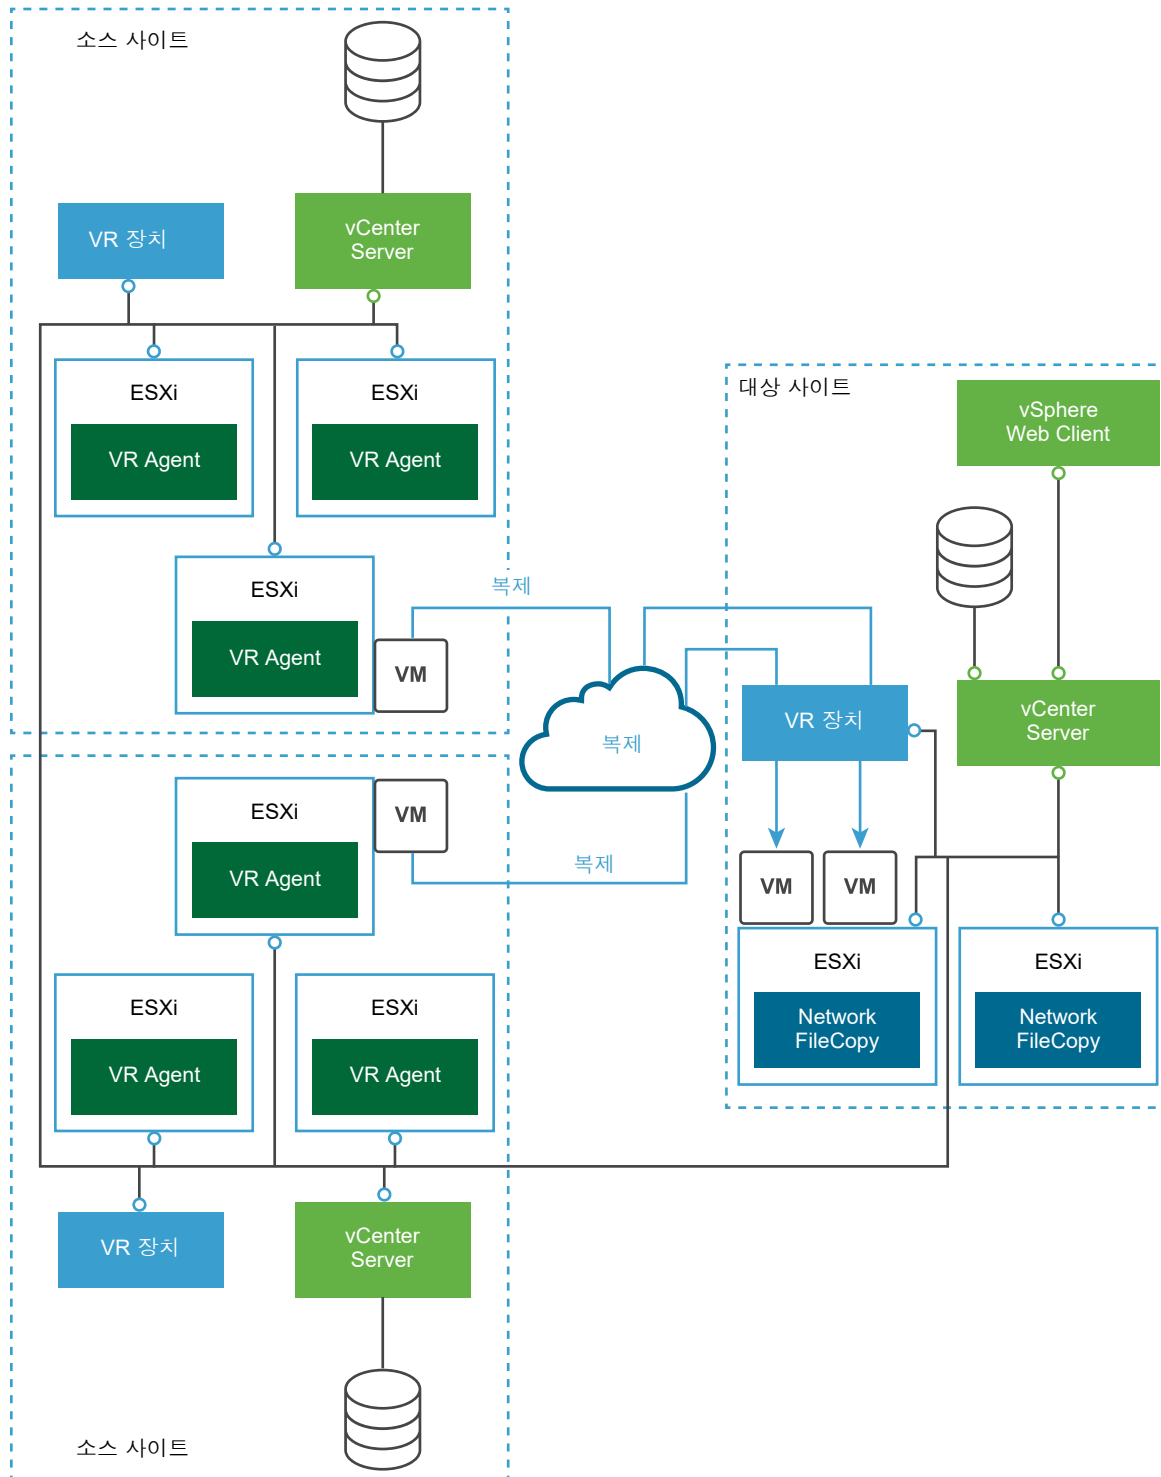 소스 사이트
VR 장치
vCenter
Server
ESXi
VR Agent
ESXi
VR Agent
ESXi
VR Agent
VM
복제
대상 사이트
vSphere
Web Client
복제
VR 장치
vCenter
Server
ESXi
VR Agent
VM
복제
VM
VM
ESXi
Network
FileCopy
ESXi
Network
FileCopy
ESXi
VR Agent
ESXi
VR Agent
VR 장치
vCenter
Server
소스 사이트